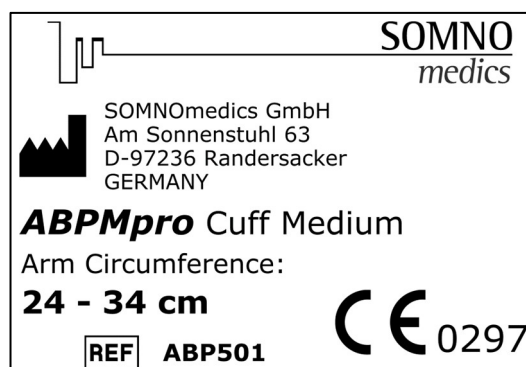 SOMNO
medics
SOMNOmedics GmbH
Am Sonnenstuhl 63
D-97236 Randersacker
GERMANY
ABPMpro Cuff Medium
Arm Circumference:
24 - 34 cm
CE 0297
REF ABP501